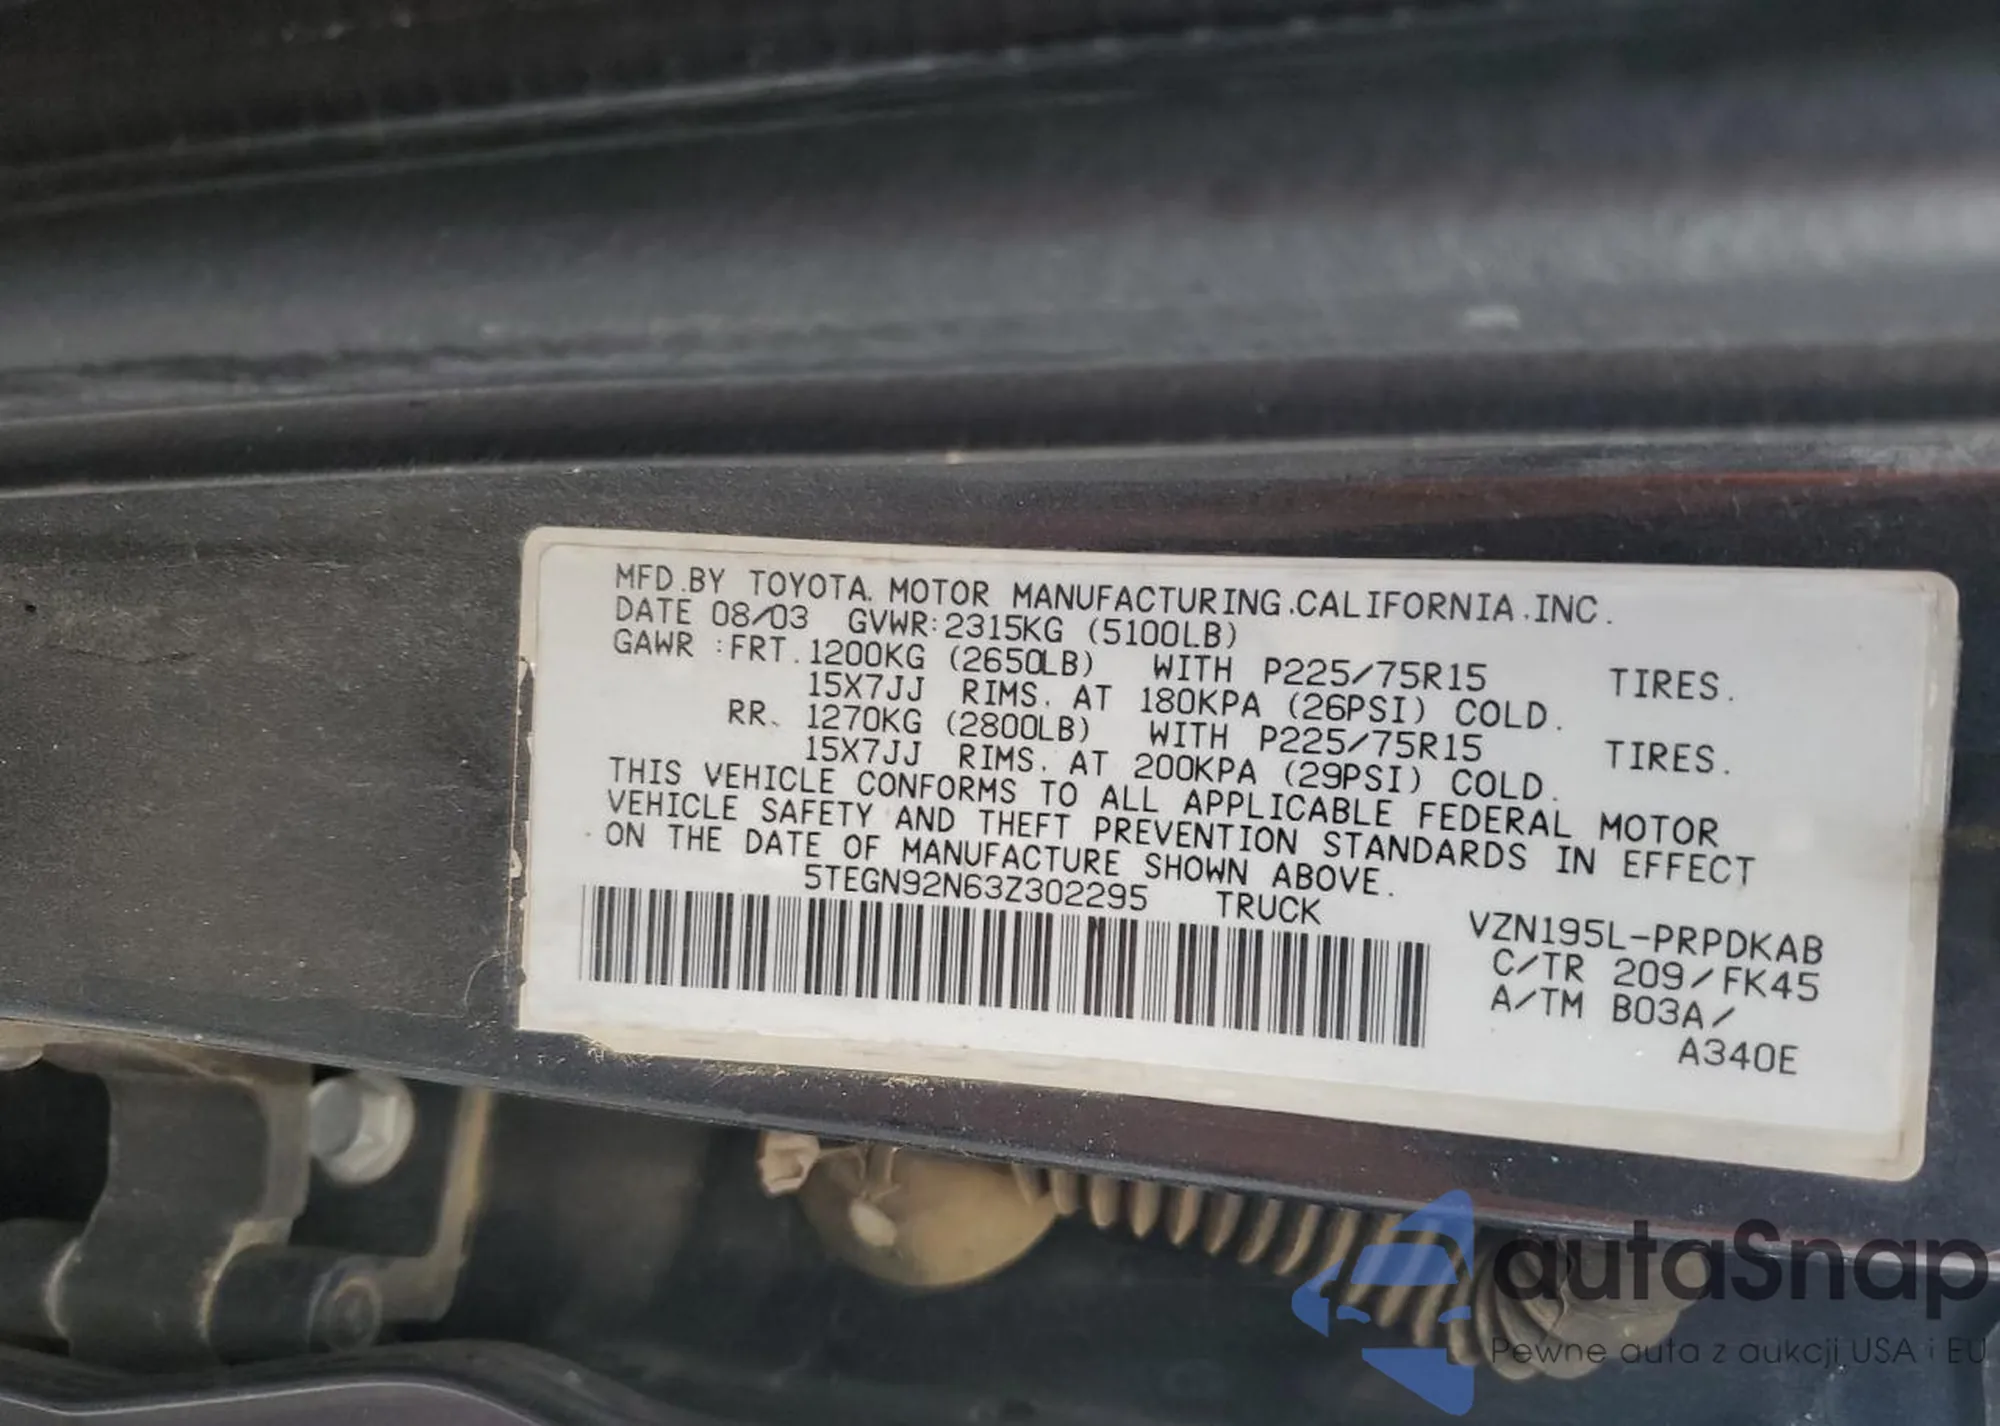 MFD.BY TOYOTA. MOTOR MANUFACTURING.CALIFORNIA.INC.
DATE 08/03 GVWR:2315KG (5100LB)
GAWR :FRT.1200KG (2650LB) WITH P225/75R15 TIRES.
15X7JJ RIMS. AT 180KPA (26PSI) COLD.
RR. 1270KG (2800LB) WITH P225/75R15 TIRES.
15X7JJ RIMS. AT 200KPA (29PSI) COLD.
THIS VEHICLE CONFORMS TO ALL APPLICABLE FEDERAL MOTOR
VEHICLE SAFETY AND THEFT PREVENTION STANDARDS IN EFFECT
ON THE DATE OF MANUFACTURE SHOWN ABOVE.
5TEGN92N63Z302295 TRUCK
VZN195L-PRPDKAB
C/TR 209/FK45
A/TM B03A/
A340E
autaSnap
Pewne auta z aukcji USA i EU